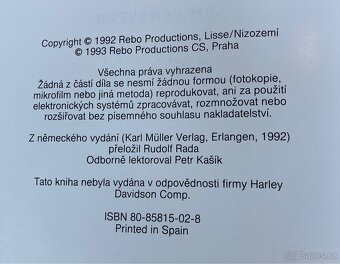 Copyright © 1992 Rebo Productions, Lisse/Nizozemí
© 1993 Rebo Productions CS, Praha
Všechna práva vyhrazena
Žádná z částí díla se nesmí žádnou formou (fotokopie,
mikrofilm nebo jiná metoda) reprodukovat, ani za použití
elektronických systémů zpracovávat, rozmnožovat nebo
rozšiřovat bez písemného souhlasu nakladatelství.
Z německého vydání (Karl Müller Verlag, Erlangen, 1992)
přeložil Rudolf Rada
Odborně lektoroval Petr Kašík
Tato kniha nebyla vydána v odpovědnosti firmy Harley
Davidson Comp.
ISBN 80-85815-02-8
Printed in Spain
Bazos.cz